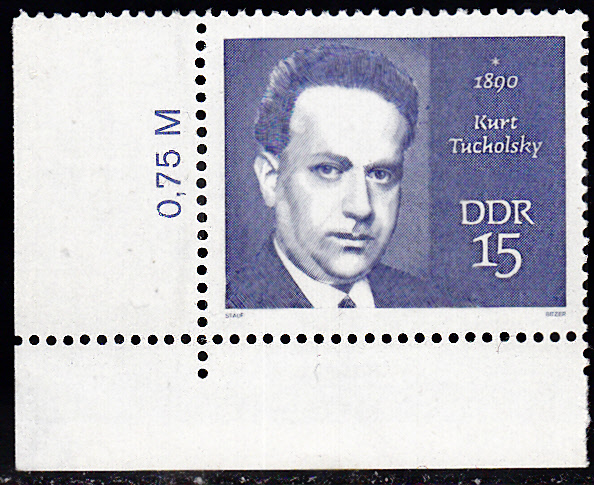 *
1890
Kurt
Tucholsky
DDR
15
0,75 M
STAUF
BITZER